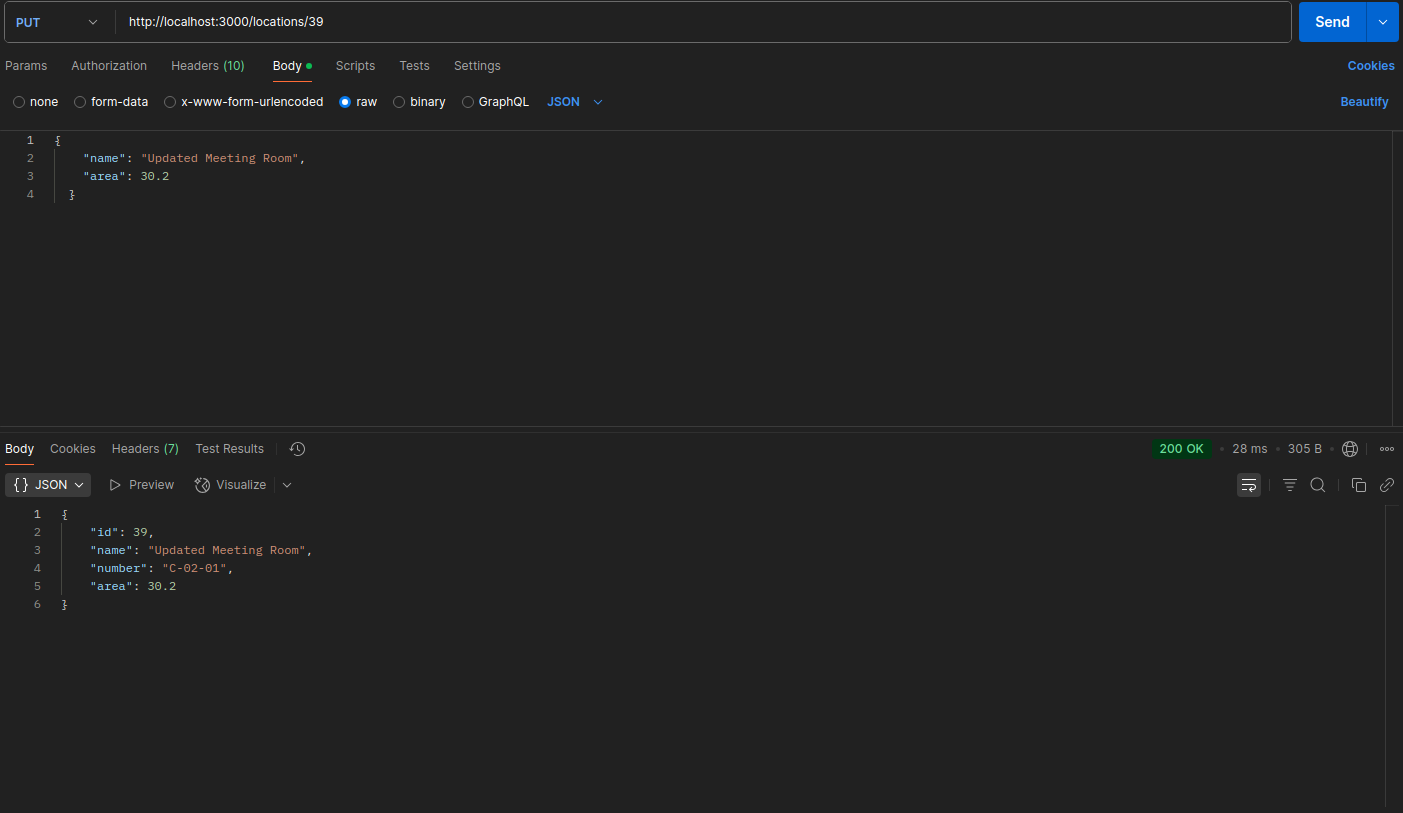 PUT http://localhost:3000/locations/39 Send
Params Authorization Headers (10) Body Scripts Tests Settings Cookies
none form-data x-www-form-urlencoded raw binary GraphQL JSON Beautify
1 {
2 "name": "Updated Meeting Room",
3 "area": 30.2
4 }
Body Cookies Headers (7) Test Results 200 OK 28 ms 305 B
{} JSON Preview Visualize
1 {
2 "id": 39,
3 "name": "Updated Meeting Room",
4 "number": "C-02-01",
5 "area": 30.2
6 }